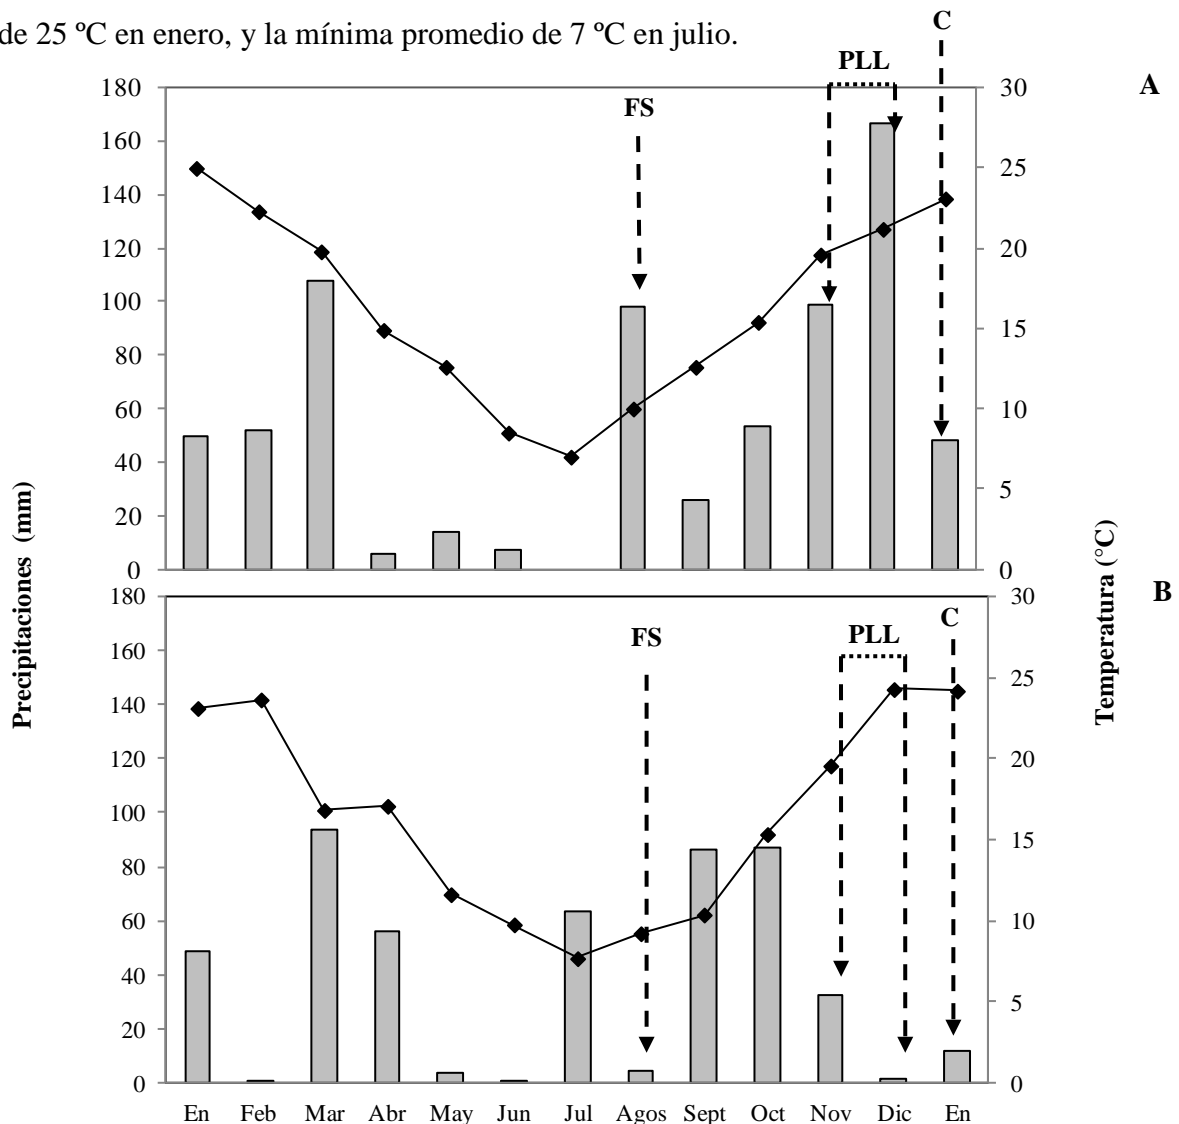 de 25 ºC en enero, y la mínima promedio de 7 ºC en julio.
C
PLL
A
FS
180
160
140
120
100
80
60
40
20
0
30
25
20
15
10
5
0
Precipitaciones (mm)
Temperatura (°C)
B
C
PLL
FS
180
160
140
120
100
80
60
40
20
0
30
25
20
15
10
5
0
En Feb Mar Abr May Jun Jul Agos Sept Oct Nov Dic En